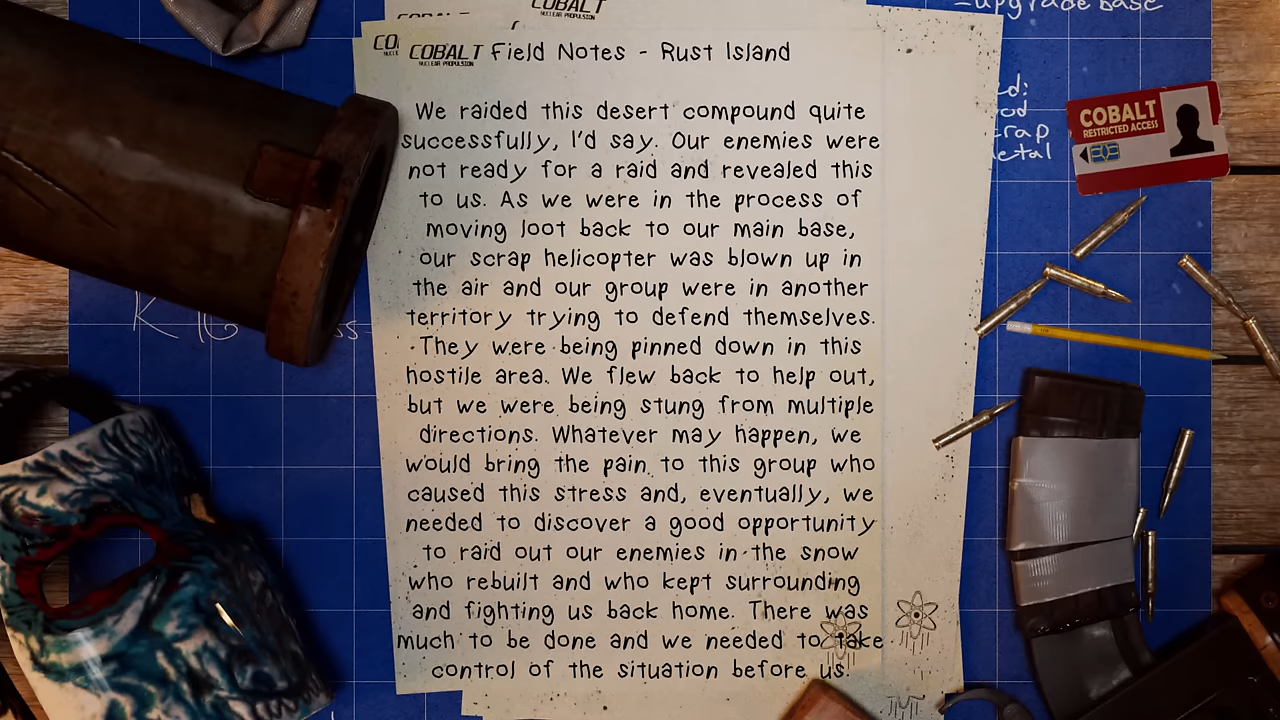 COBALT
NUCLEAR PROPULSION
=upgrade base
COBALT
NUCLEAR PROPULSION
Field Notes - Rust Island
We raided this desert compound quite
successfully, I'd say. Our enemies were
not ready for a raid and revealed this
to us. As we were in the process of
moving loot back to our main base,
our scrap helicopter was blown up in
the air and our group were in another
territory trying to defend themselves.
They were being pinned down in this
hostile area. We flew back to help out,
but we were being stung from multiple
directions. Whatever may happen, we
would bring the pain to this group who
caused this stress and, eventually, we
needed to discover a good opportunity
to raid out our enemies in the snow
who rebuilt and who kept surrounding
and fighting us back home. There was
much to be done and we needed to take
control of the situation before us.
COBALT
RESTRICTED ACCESS